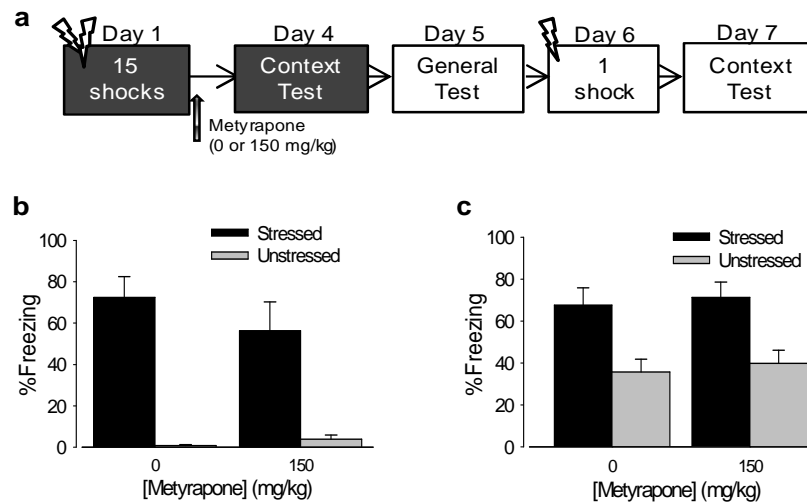 a
Day 1
Day 4
Day 5
Day 6
Day 7
15
shocks
Context
Test
General
Test
1
shock
Context
Test
Metyrapone
(0 or 150 mg/kg)
b
Stressed
Unstressed
100
80
60
40
20
0
%Freezing
0
150
[Metyrapone] (mg/kg)
c
Stressed
Unstressed
100
80
60
40
20
0
%Freezing
0
150
[Metyrapone] (mg/kg)